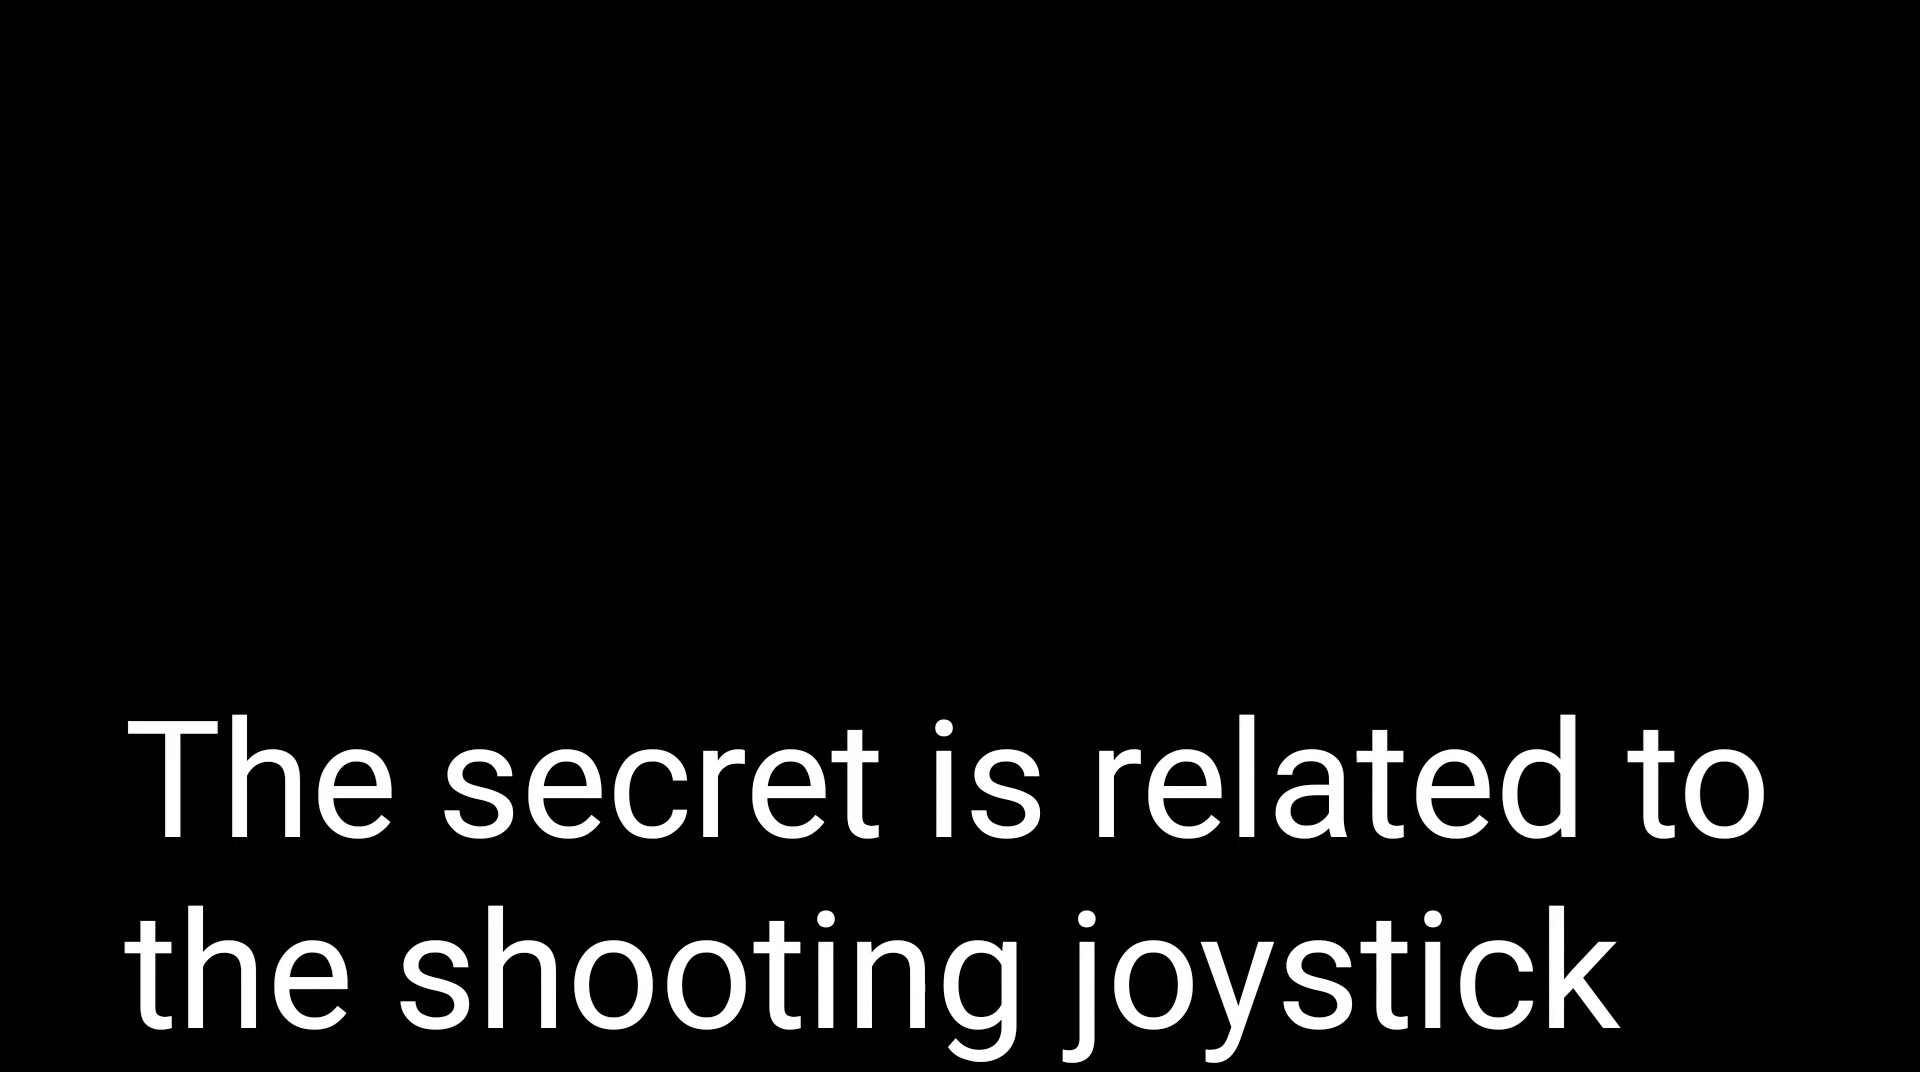 The secret is related to
the shooting joystick